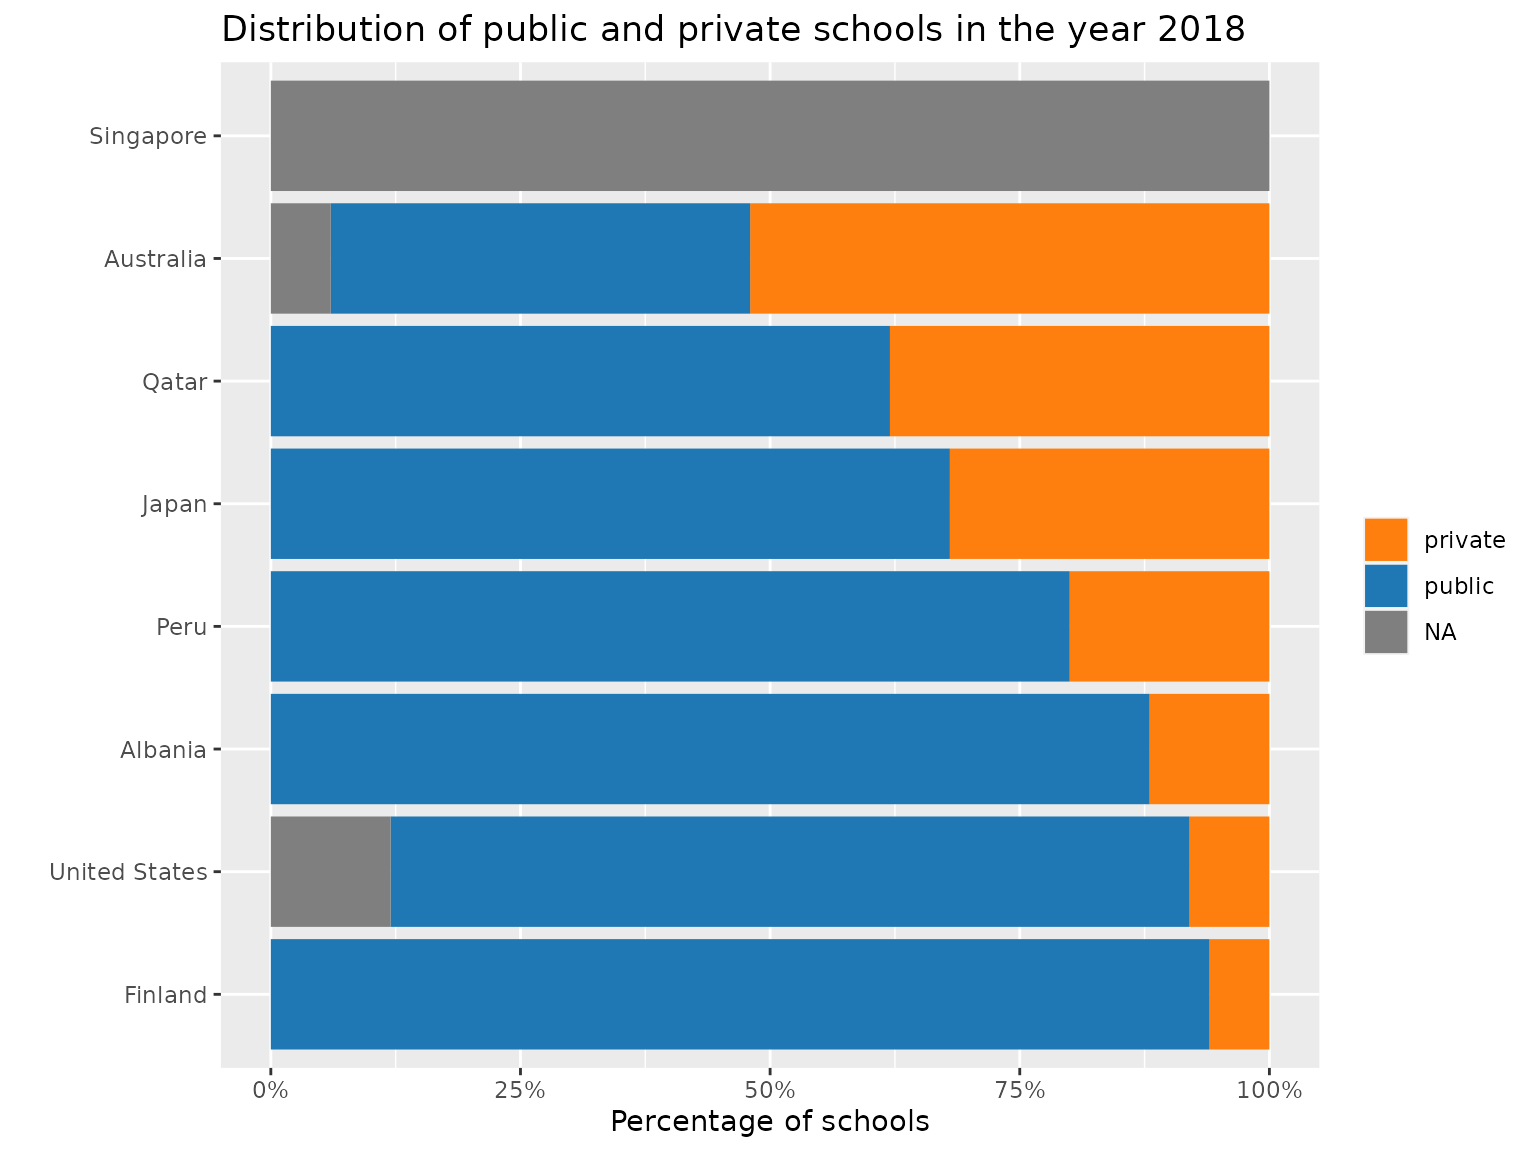 Distribution of public and private schools in the year 2018
Singapore
Australia
Qatar
Japan
Peru
Albania
United States
Finland
0% 25% 50% 75% 100%
Percentage of schools
private
public
NA